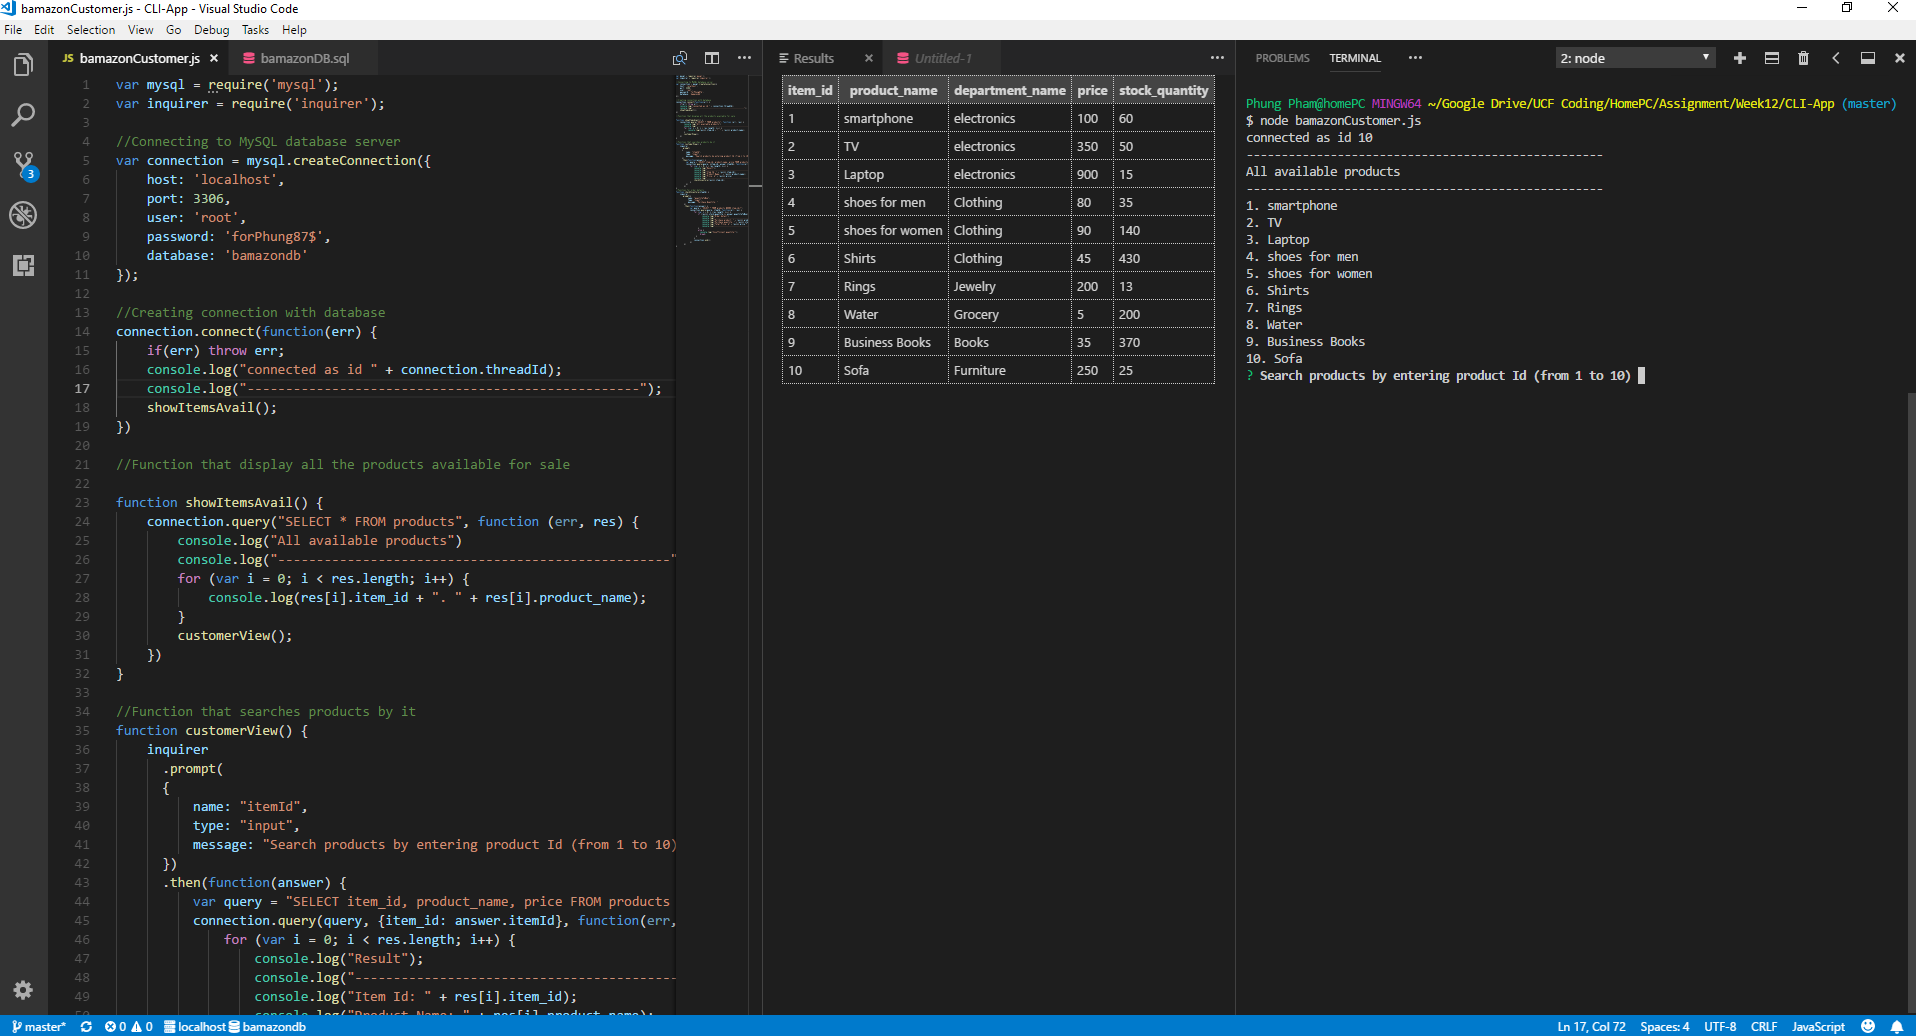 bamazonCustomer.js - CLI-App - Visual Studio Code
File Edit Selection View Go Debug Tasks Help
JS bamazonCustomer.js
bamazonDB.sql
1 var mysql = require('mysql');
2 var inquirer = require('inquirer');
3
4 //Connecting to MySQL database server
5 var connection = mysql.createConnection({
6 host: 'localhost',
7 port: 3306,
8 user: 'root',
9 password: 'forPhung87$',
10 database: 'bamazondb'
11 });
12
13 //Creating connection with database
14 connection.connect(function(err) {
15 if(err) throw err;
16 console.log("connected as id " + connection.threadId);
17 console.log("---------------------------------------------------");
18 showItemsAvail();
19 })
20
21 //Function that display all the products available for sale
22
23 function showItemsAvail() {
24 connection.query("SELECT * FROM products", function (err, res) {
25 console.log("All available products")
26 console.log("---------------------------------------------------"
27 for (var i = 0; i < res.length; i++) {
28 console.log(res[i].item_id + ". " + res[i].product_name);
29 }
30 customerView();
31 })
32 }
33
34 //Function that searches products by it
35 function customerView() {
36 inquirer
37 .prompt(
38 {
39 name: "itemId",
40 type: "input",
41 message: "Search products by entering product Id (from 1 to 10)
42 })
43 .then(function(answer) {
44 var query = "SELECT item_id, product_name, price FROM products
45 connection.query(query, {item_id: answer.itemId}, function(err,
46 for (var i = 0; i < res.length; i++) {
47 console.log("Result");
48 console.log("------------------------------------------
49 console.log("Item Id: " + res[i].item_id);
console.log("Product Name: " + res[i].product_name);
Results
Untitled-1
item_id product_name department_name price stock_quantity
1 smartphone electronics 100 60
2 TV electronics 350 50
3 Laptop electronics 900 15
4 shoes for men Clothing 80 35
5 shoes for women Clothing 90 140
6 Shirts Clothing 45 430
7 Rings Jewelry 200 13
8 Water Grocery 5 200
9 Business Books Books 35 370
10 Sofa Furniture 250 25
PROBLEMS TERMINAL 2: node
Phung Pham@homePC MINGW64 ~/Google Drive/UCF Coding/HomePC/Assignment/Week12/CLI-App (master)
$ node bamazonCustomer.js
connected as id 10
---------------------------------------------------
All available products
---------------------------------------------------
1. smartphone
2. TV
3. Laptop
4. shoes for men
5. shoes for women
6. Shirts
7. Rings
8. Water
9. Business Books
10. Sofa
? Search products by entering product Id (from 1 to 10)
3
master* 0 0 localhost bamazondb
Ln 17, Col 72 Spaces: 4 UTF-8 CRLF JavaScript